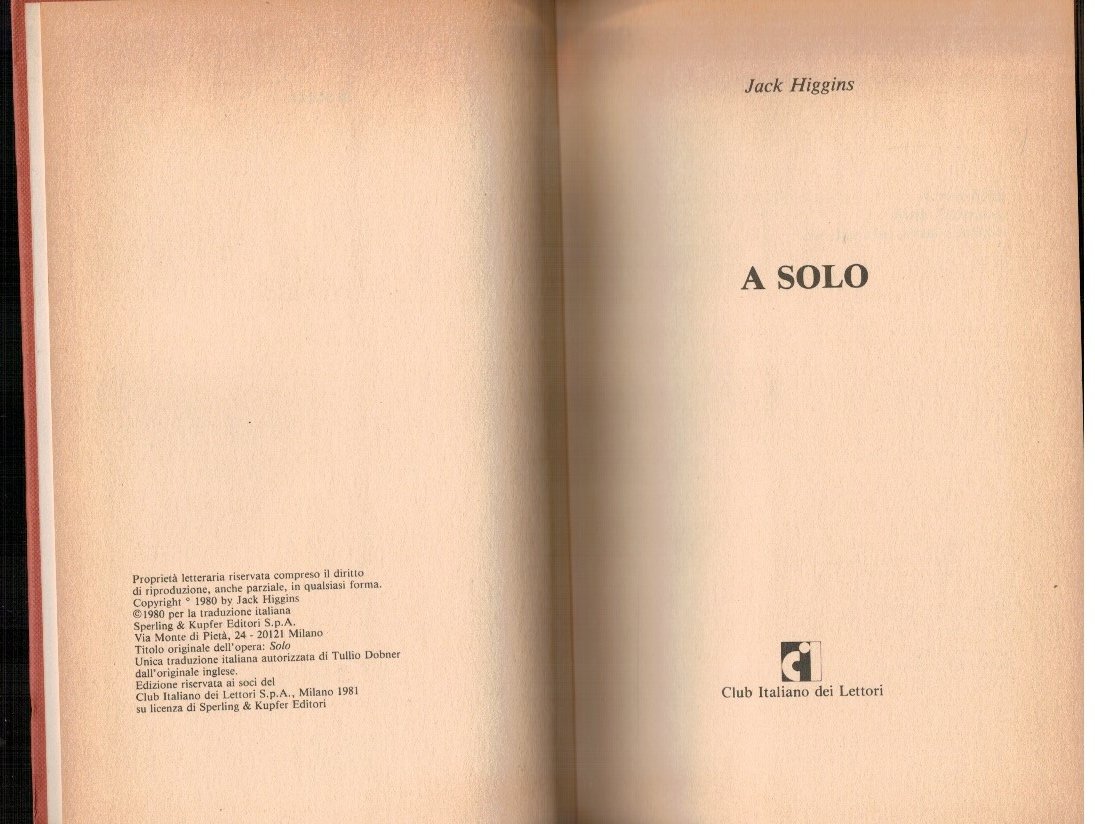 Proprietà letteraria riservata compreso il diritto
di riproduzione, anche parziale, in qualsiasi forma.
Copyright ° 1980 by Jack Higgins
©1980 per la traduzione italiana
Sperling & Kupfer Editori S.p.A.
Via Monte di Pietà, 24 - 20121 Milano
Titolo originale dell'opera: Solo
Unica traduzione italiana autorizzata di Tullio Dobner
dall'originale inglese.
Edizione riservata ai soci del
Club Italiano dei Lettori S.p.A., Milano 1981
su licenza di Sperling & Kupfer Editori
Jack Higgins
A SOLO
Club Italiano dei Lettori